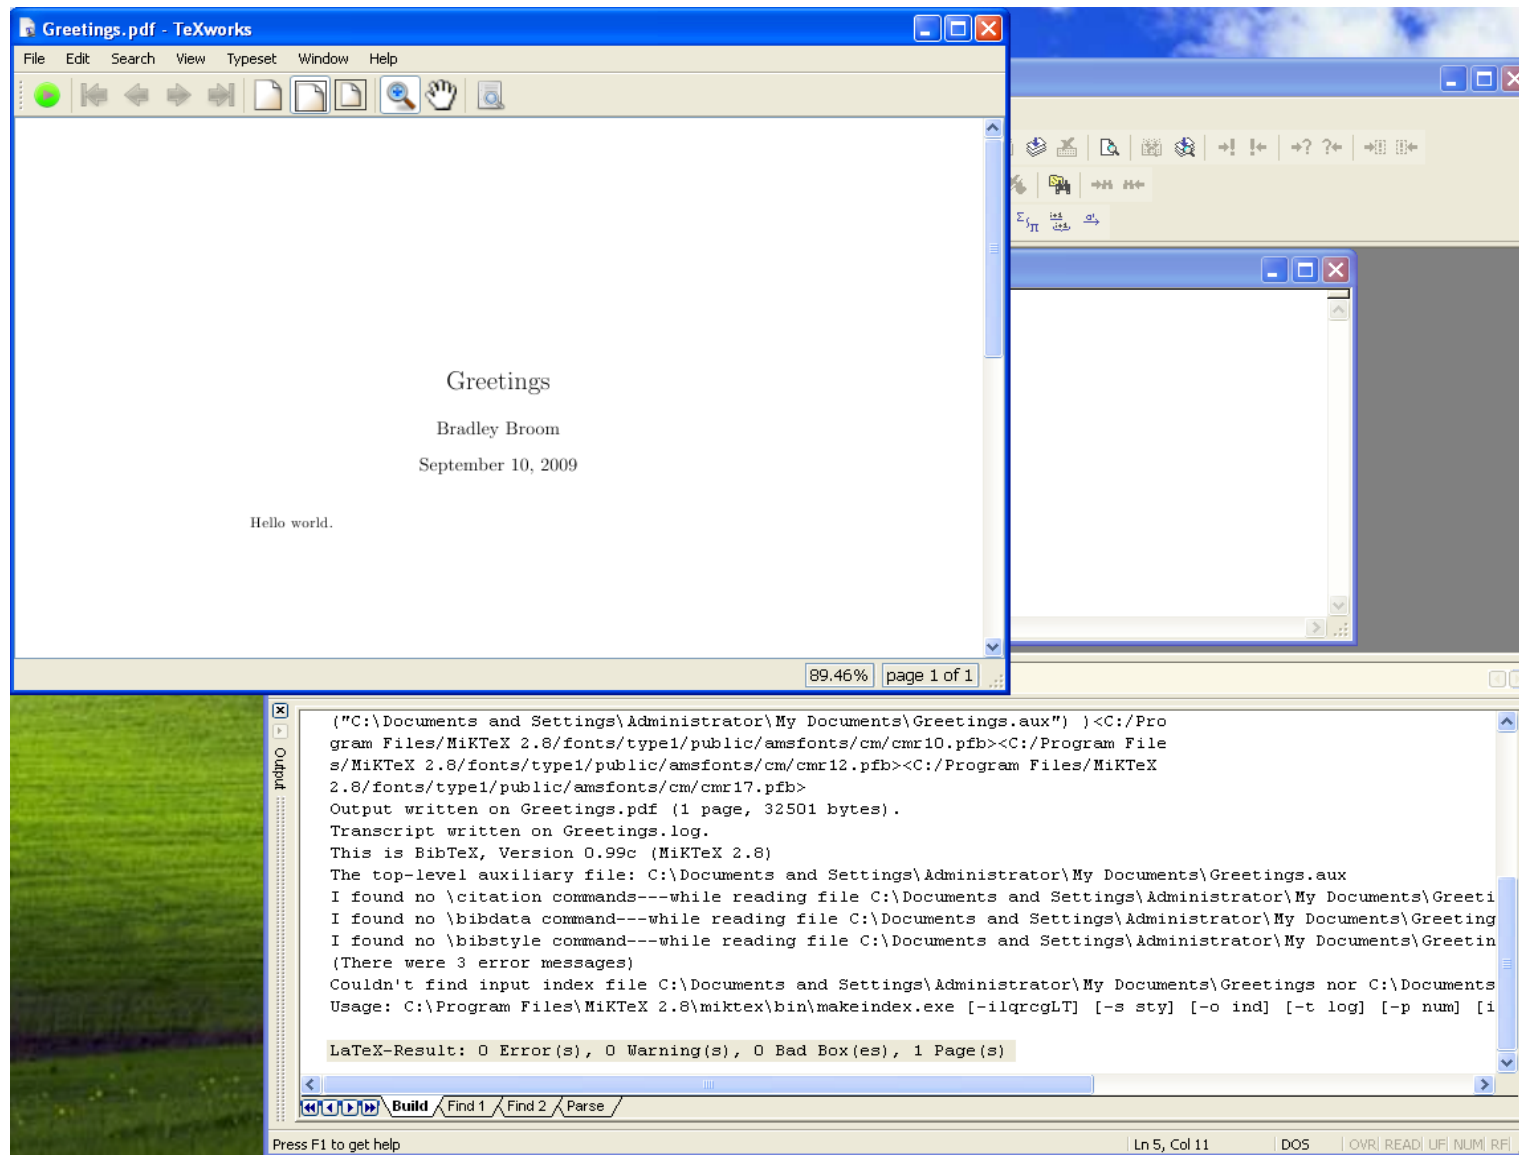 Greetings.pdf - TeXworks
File Edit Search View Typeset Window Help
Greetings
Bradley Broom
September 10, 2009
Hello world.
89.46% page 1 of 1
Output
("C:\Documents and Settings\Administrator\My Documents\Greetings.aux") )<C:/Pro
gram Files/MiKTeX 2.8/fonts/type1/public/amsfonts/cm/cmr10.pfb><C:/Program File
s/MiKTeX 2.8/fonts/type1/public/amsfonts/cm/cmr12.pfb><C:/Program Files/MiKTeX
2.8/fonts/type1/public/amsfonts/cm/cmr17.pfb>
Output written on Greetings.pdf (1 page, 32501 bytes).
Transcript written on Greetings.log.
This is BibTeX, Version 0.99c (MiKTeX 2.8)
The top-level auxiliary file: C:\Documents and Settings\Administrator\My Documents\Greetings.aux
I found no \citation commands---while reading file C:\Documents and Settings\Administrator\My Documents\Greeti
I found no \bibdata command---while reading file C:\Documents and Settings\Administrator\My Documents\Greeting
I found no \bibstyle command---while reading file C:\Documents and Settings\Administrator\My Documents\Greetin
(There were 3 error messages)
Couldn't find input index file C:\Documents and Settings\Administrator\My Documents\Greetings nor C:\Documents
Usage: C:\Program Files\MiKTeX 2.8\miktex\bin\makeindex.exe [-ilqrcgLT] [-s sty] [-o ind] [-t log] [-p num] [i
LaTeX-Result: 0 Error(s), 0 Warning(s), 0 Bad Box(es), 1 Page(s)
Build Find 1 Find 2 Parse
Press F1 to get help Ln 5, Col 11 DOS OVR READ UF NUM RF